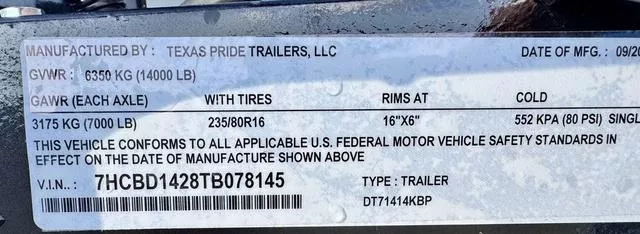 MANUFACTURED BY : TEXAS PRIDE TRAILERS, LLC DATE OF MFG. : 09/20
GVWR : 6350 KG (14000 LB)
GAWR (EACH AXLE) WITH TIRES RIMS AT COLD
3175 KG (7000 LB) 235/80R16 16"X6" 552 KPA (80 PSI) SINGL
THIS VEHICLE CONFORMS TO ALL APPLICABLE U.S. FEDERAL MOTOR VEHICLE SAFETY STANDARDS IN
EFFECT ON THE DATE OF MANUFACTURE SHOWN ABOVE
V.I.N.. : 7HCBD1428TB078145 TYPE : TRAILER
DT71414KBP